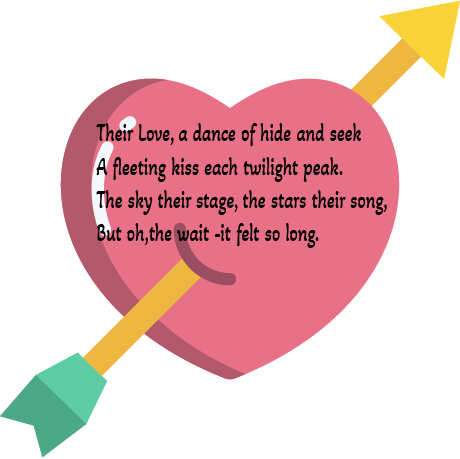 Their Love, a dance of hide and seek
A fleeting kiss each twilight peak.
The sky their stage, the stars their song,
But oh,the wait -it felt so long.